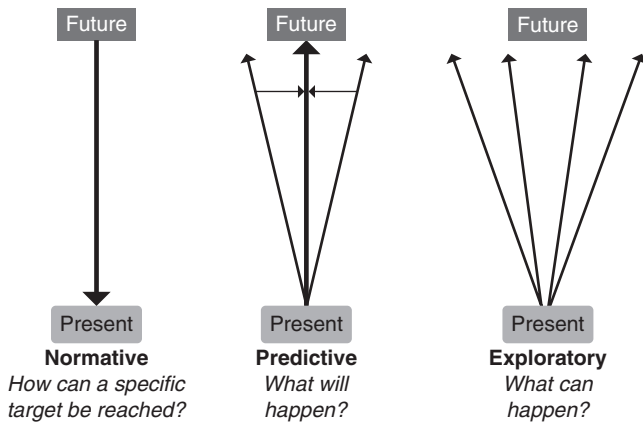 Future
Future
Future
Present
Present
Present
Normative
How can a specific
target be reached?
Predictive
What will
happen?
Exploratory
What can
happen?